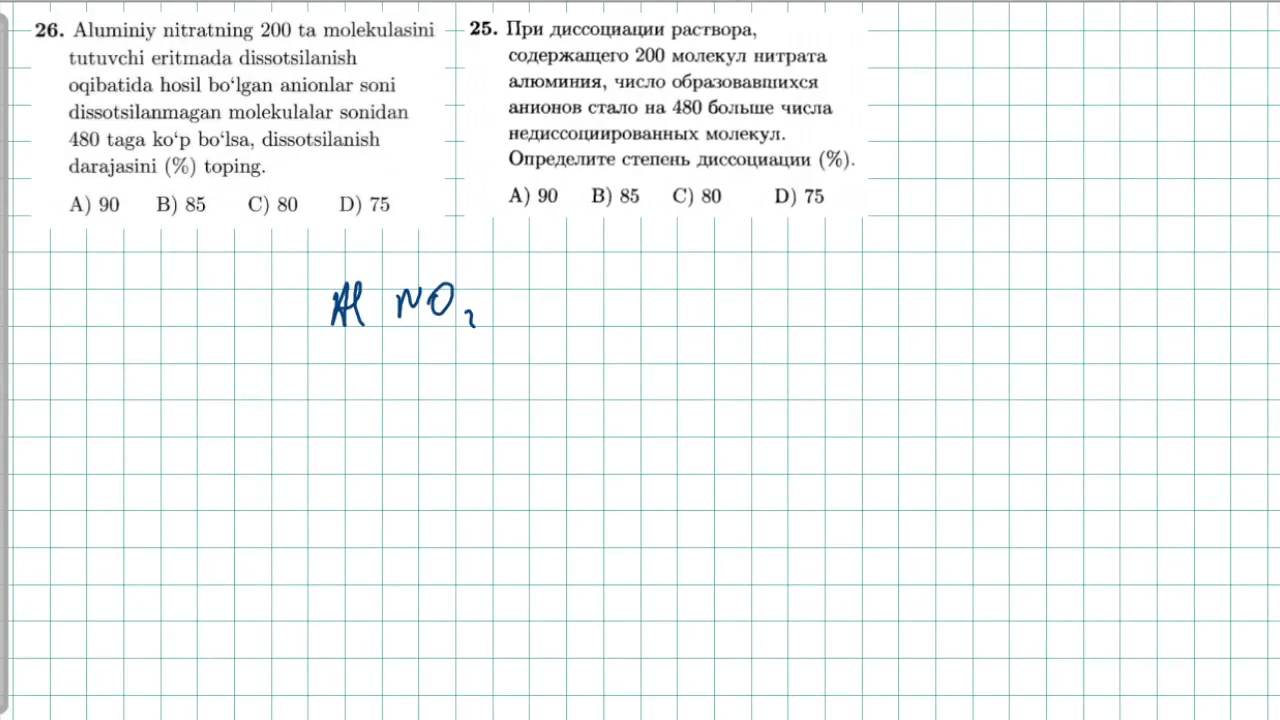 26. Aluminiy nitratning 200 ta molekulasini
tutuvchi eritmada dissotsilanish
oqibatida hosil bo‘lgan anionlar soni
dissotsilanmagan molekulalar sonidan
480 taga ko‘p bo‘lsa, dissotsilanish
darajasini (%) toping.
A) 90 B) 85 C) 80 D) 75
25. При диссоциации раствора,
содержащего 200 молекул нитрата
алюминия, число образовавшихся
анионов стало на 480 больше числа
недиссоциированных молекул.
Определите степень диссоциации (%).
A) 90 B) 85 C) 80 D) 75
Al NO